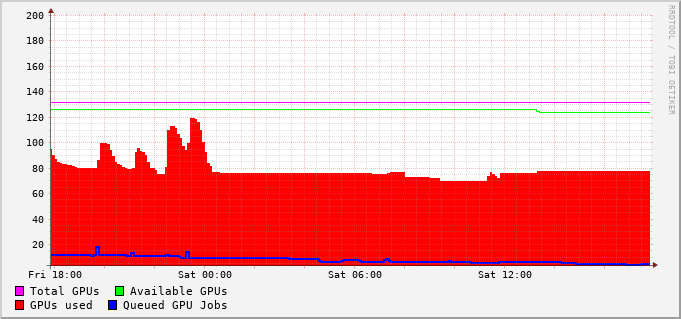 200
180
160
140
120
100
80
60
40
20
Fri 18:00 Sat 00:00 Sat 06:00 Sat 12:00
Total GPUs Available GPUs
GPUs used Queued GPU Jobs
RRDTOOL / TOBI OETIKER